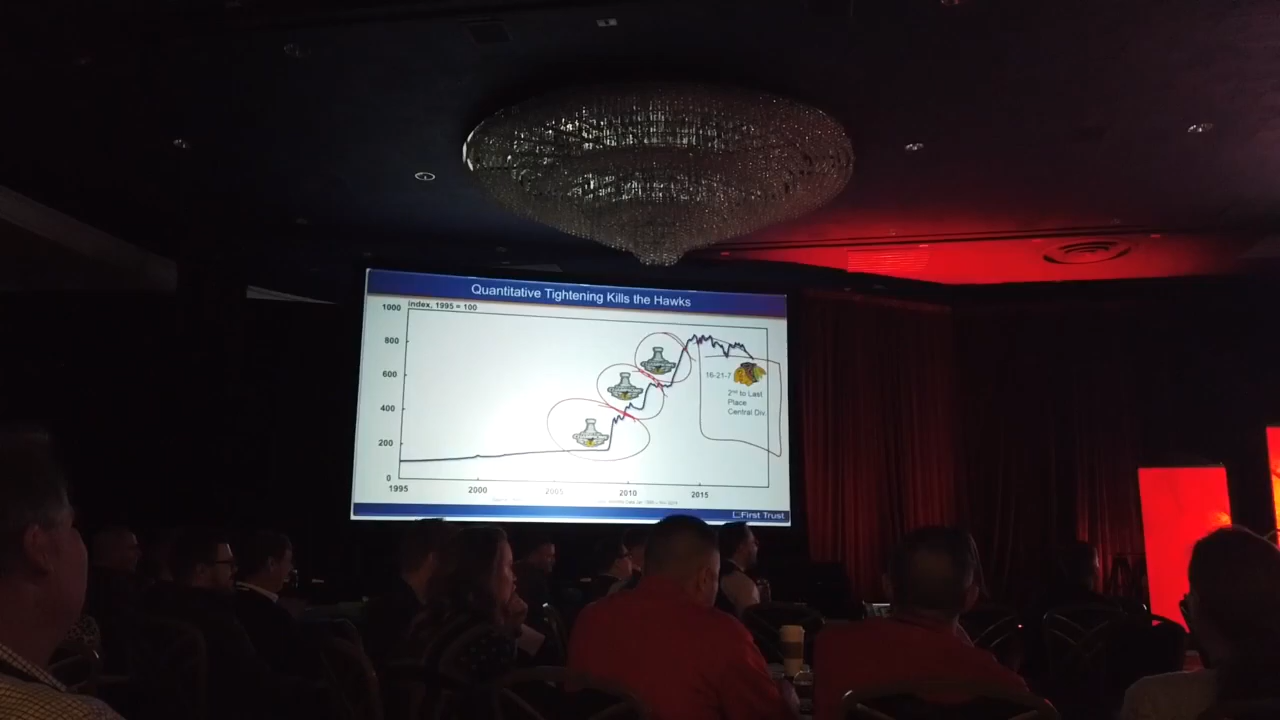 Quantitative Tightening Kills the Hawks
index, 1995 = 100
1000
800
600
400
200
0
1995
2000
2005
2010
2015
16-21-7
2nd to Last
Place
Central Div.
First Trust